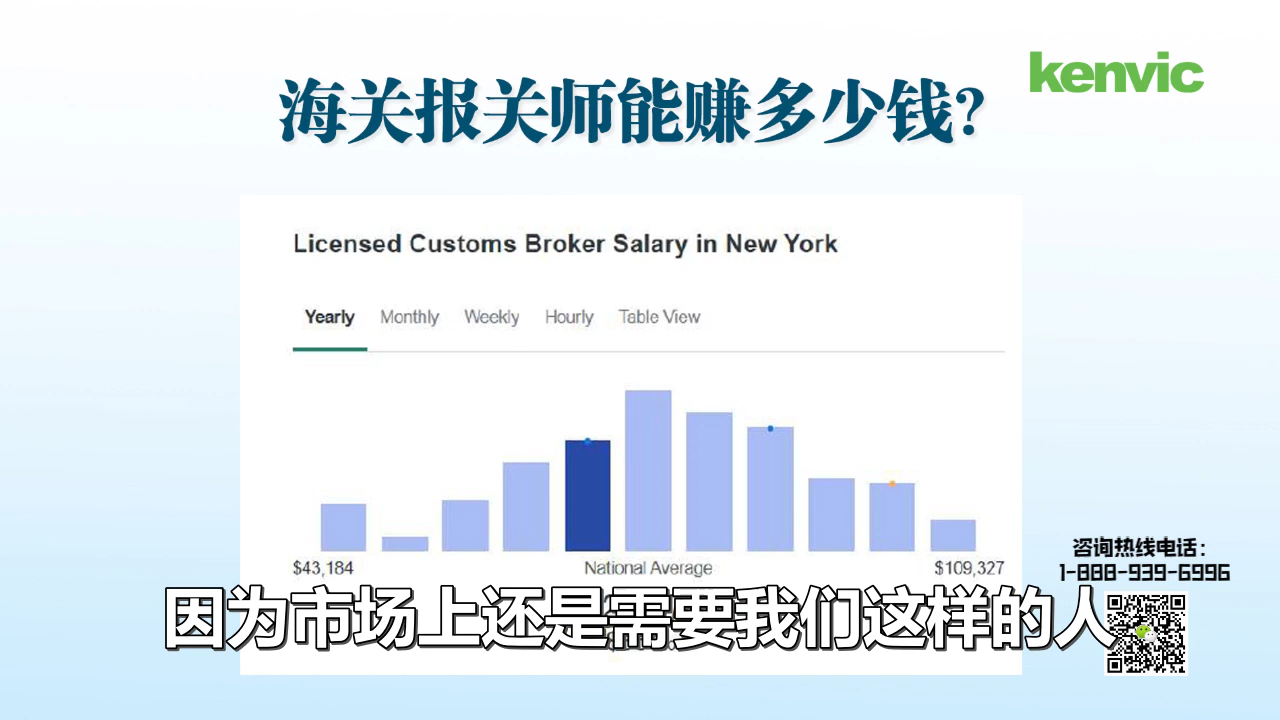 海关报关师能赚多少钱?
kenvic
Licensed Customs Broker Salary in New York
Yearly Monthly Weekly Hourly Table View
$43,184 National Average $109,327
咨询热线电话:
1-888-939-6996
因为市场上还是需要我们这样的人